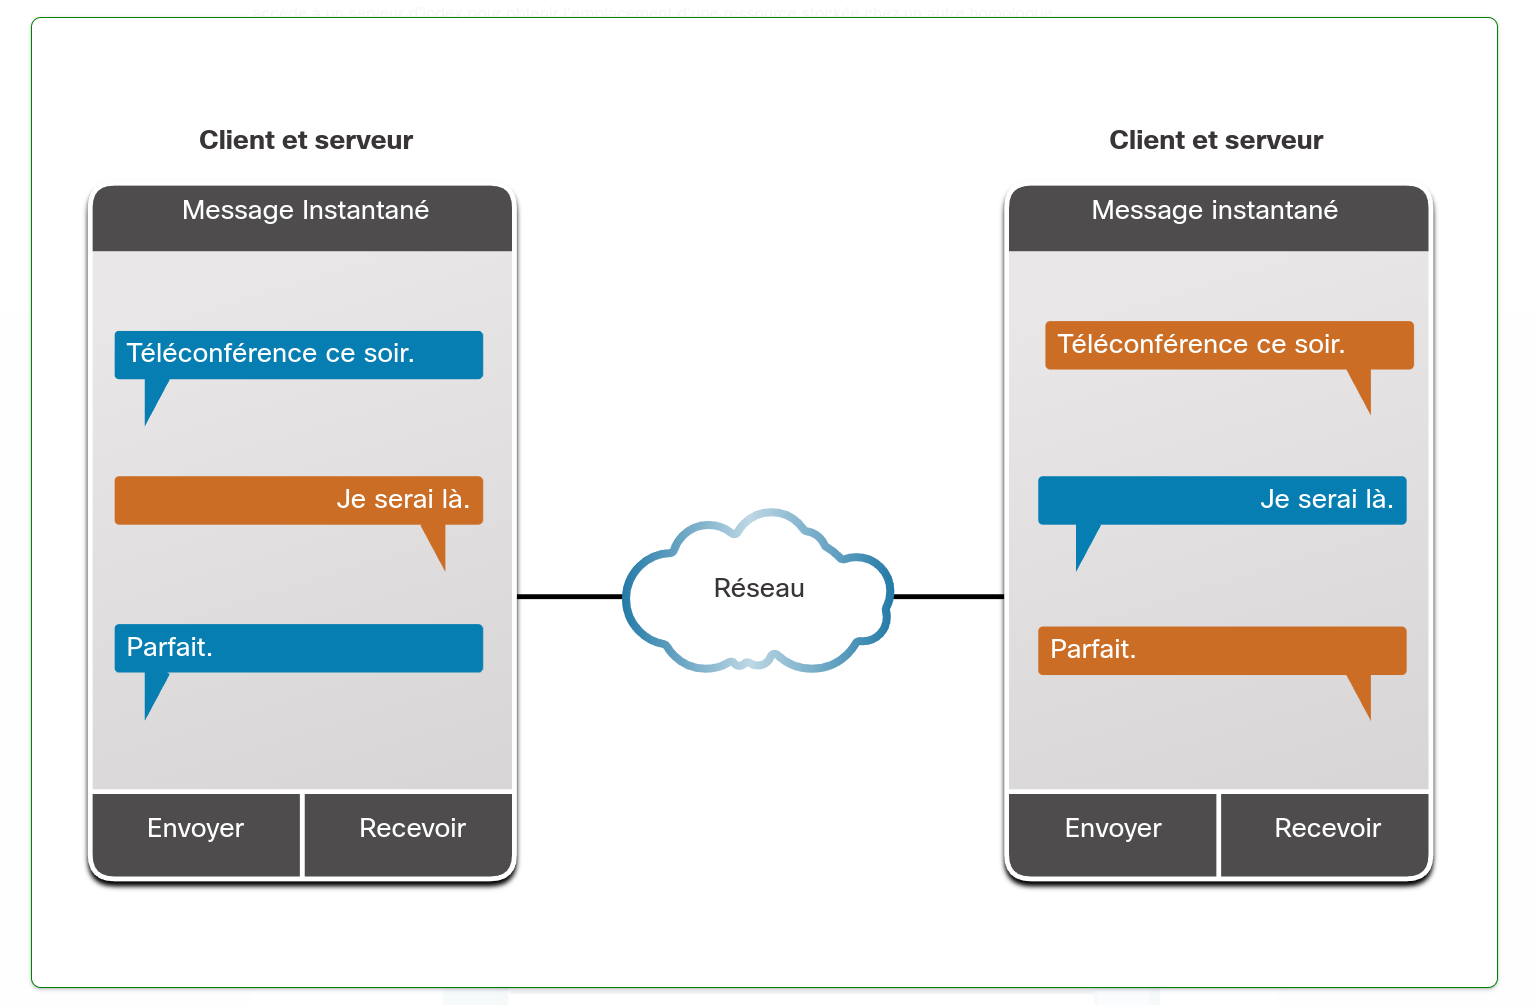 accède à un serveur d'index pour obtenir l'emplacement d'une ressource stockée chez un autre homologue
Client et serveur
Message Instantané
Téléconférence ce soir.
Je serai là.
Parfait.
Envoyer
Recevoir
Réseau
Client et serveur
Message instantané
Téléconférence ce soir.
Je serai là.
Parfait.
Envoyer
Recevoir